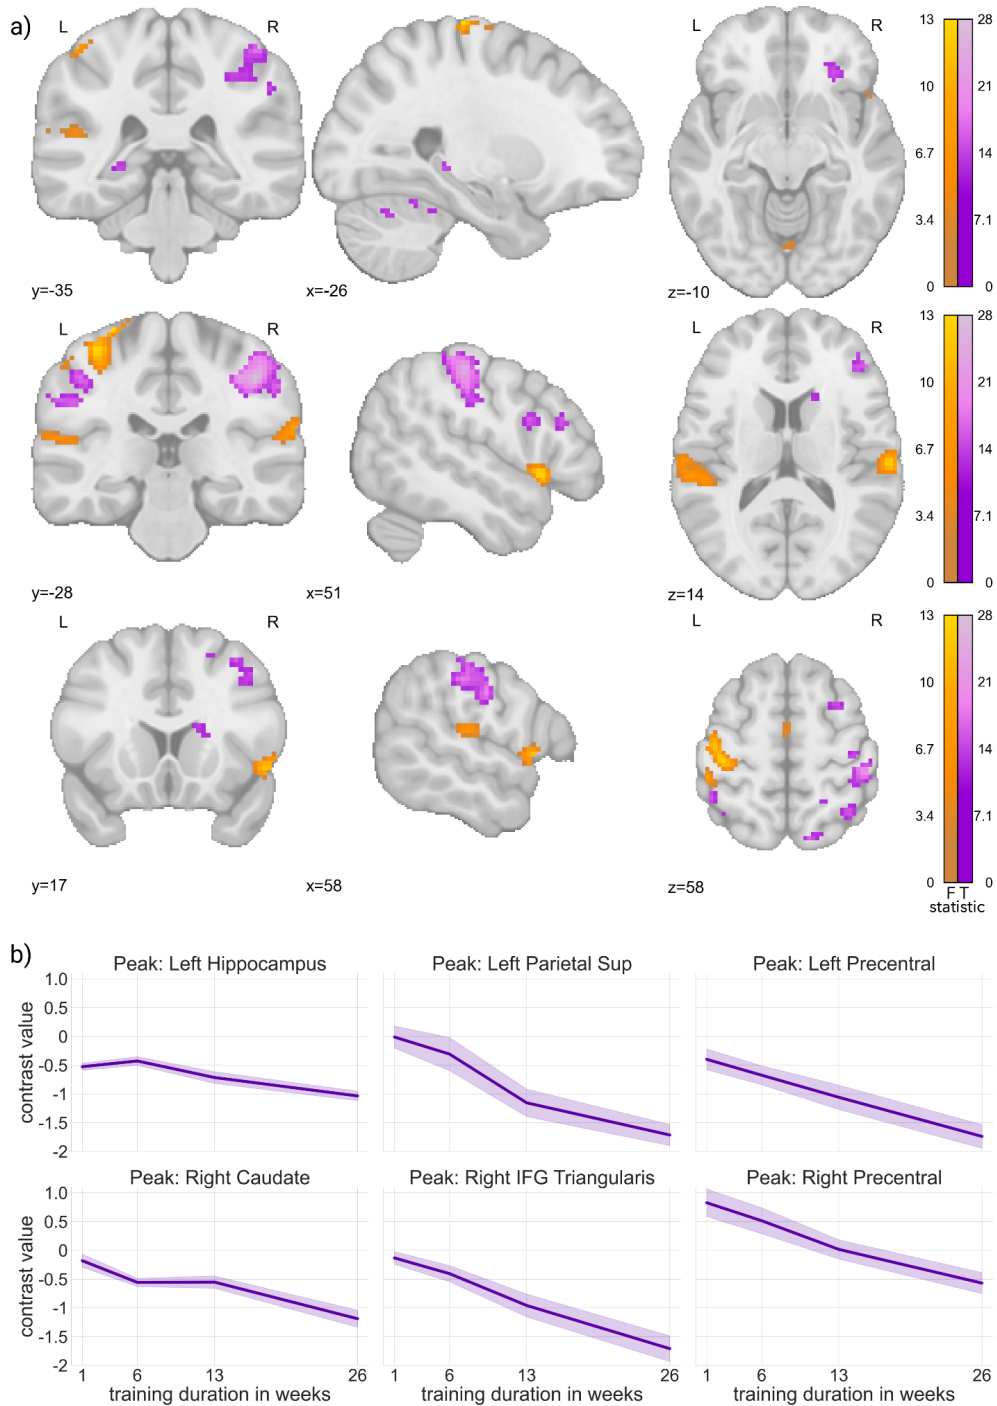 a)
L R
L R
13 28
10
14
6.7
3.4 7.1
0 0
y=-35 x=-26 z=-10
L R
L R
13 28
10
14
6.7
3.4 7.1
0 0
y=-28 x=51 z=14
L R
L R
13 28
10
14
6.7
3.4 7.1
0 0
y=17 x=58 z=58
F T
statistic
b)
Peak: Left Hippocampus Peak: Left Parietal Sup Peak: Left Precentral
contrast value
1.0
0.5
0
-0.5
-1
-1.5
-2
Peak: Right Caudate Peak: Right IFG Triangularis Peak: Right Precentral
contrast value
1.0
0.5
0
-0.5
-1
-1.5
-2
1 6 13 26 1 6 13 26 1 6 13 26
training duration in weeks training duration in weeks training duration in weeks